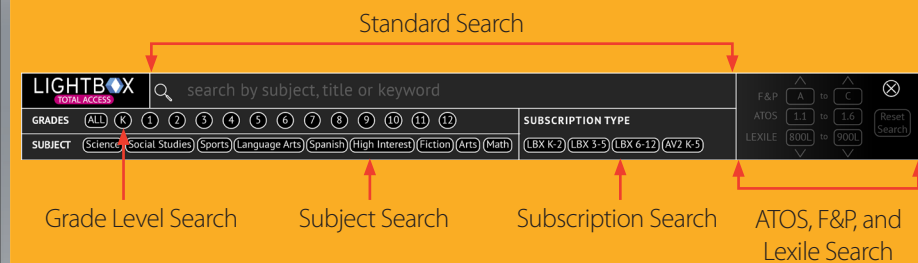 Standard Search
LIGHTBOX
TOTAL ACCESS
search by subject, title or keyword
GRADES ALL K 1 2 3 4 5 6 7 8 9 10 11 12
SUBJECT Science Social Studies Sports Language Arts Spanish High Interest Fiction Arts Math
SUBSCRIPTION TYPE
LBX K-2 LBX 3-5 LBX 6-12 AV2 K-5
F&P A to C
ATOS 1.1 to 1.6
LEXILE 800L to 900L
Reset
Search
Grade Level Search
Subject Search
Subscription Search
ATOS, F&P, and
Lexile Search